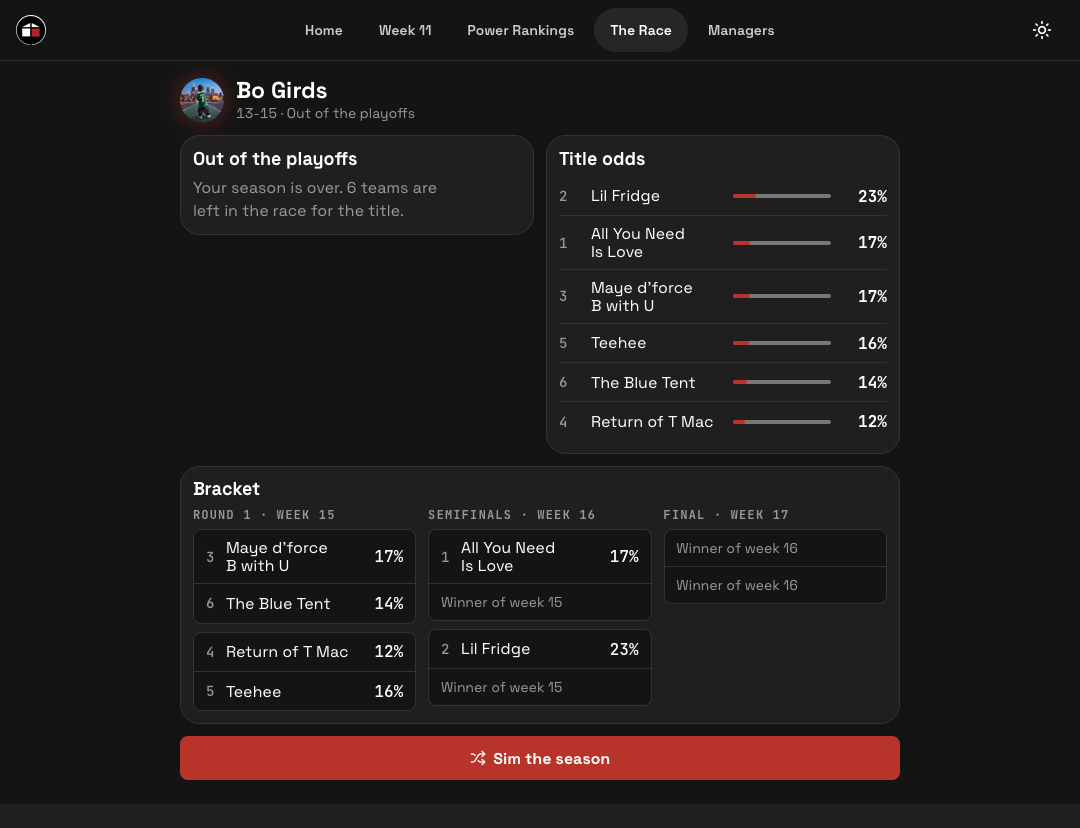 Home
Week 11
Power Rankings
The Race
Managers
Bo Girds
13-15 · Out of the playoffs
Out of the playoffs
Your season is over. 6 teams are
left in the race for the title.
Title odds
2 Lil Fridge 23%
1 All You Need
Is Love 17%
3 Maye d'force
B with U 17%
5 Teehee 16%
6 The Blue Tent 14%
4 Return of T Mac 12%
Bracket
ROUND 1 · WEEK 15
3 Maye d'force
B with U 17%
6 The Blue Tent 14%
4 Return of T Mac 12%
5 Teehee 16%
SEMIFINALS · WEEK 16
1 All You Need
Is Love 17%
Winner of week 15
2 Lil Fridge 23%
Winner of week 15
FINAL · WEEK 17
Winner of week 16
Winner of week 16
Sim the season